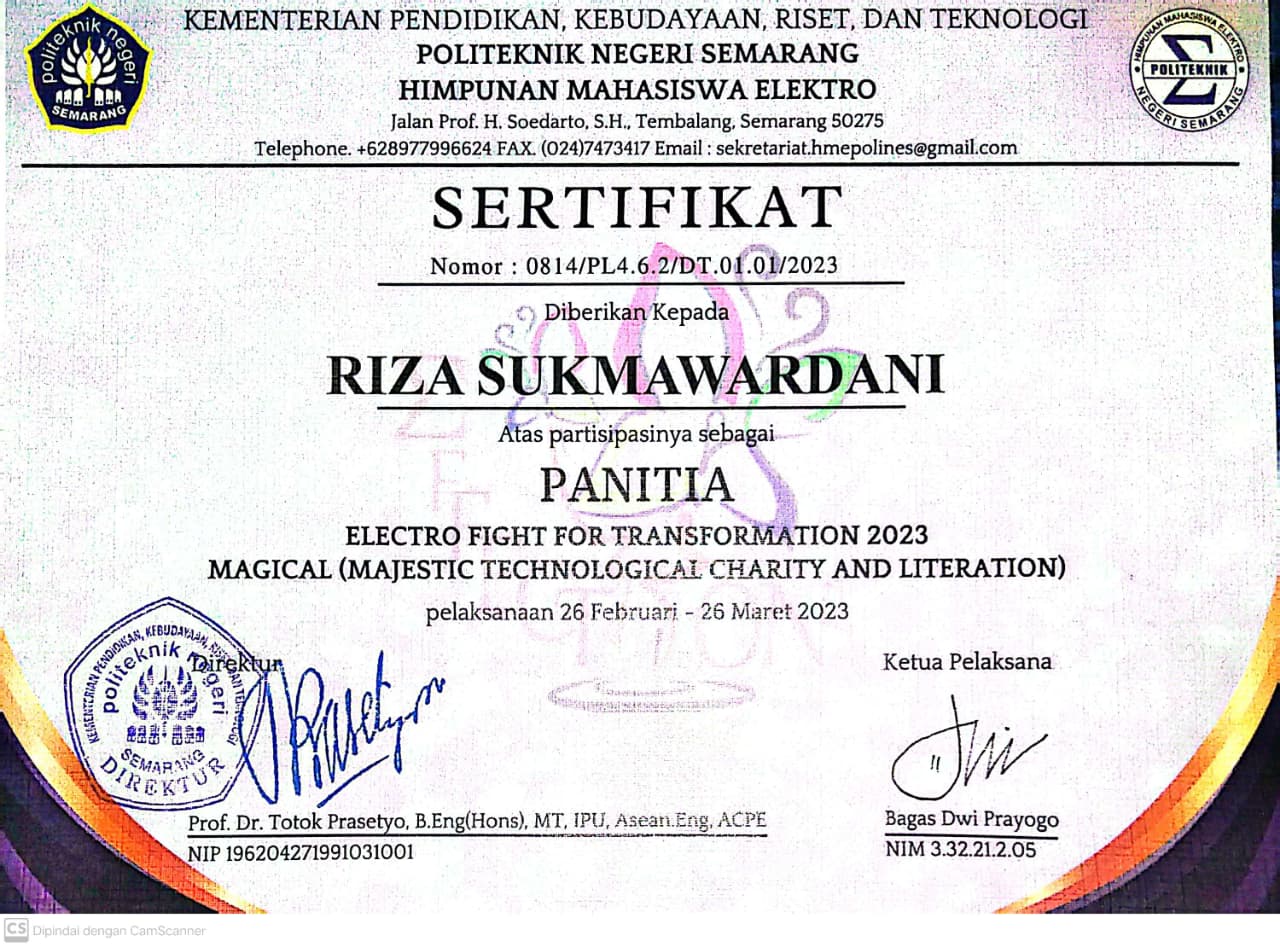 KEMENTERIAN PENDIDIKAN, KEBUDAYAAN, RISET, DAN TEKNOLOGI
POLITEKNIK NEGERI SEMARANG
HIMPUNAN MAHASISWA ELEKTRO
Jalan Prof. H. Soedarto, S.H., Tembalang, Semarang 50275
Telephone. +628977996624 FAX. (024)7473417 Email : sekretariat.hmepolines@gmail.com
politeknik negeri
SEMARANG
HIMPUNAN MAHASISWA ELEKTRO
POLITEKNIK
NEGERI SEMARANG
SERTIFIKAT
Nomor : 0814/PL4.6.2/DT.01.01/2023
Diberikan Kepada
RIZA SUKMAWARDANI
Atas partisipasinya sebagai
PANITIA
ELECTRO FIGHT FOR TRANSFORMATION 2023
MAGICAL (MAJESTIC TECHNOLOGICAL CHARITY AND LITERATION)
pelaksanaan 26 Februari - 26 Maret 2023
Direktur
Ketua Pelaksana
KEMENTERIAN PENDIDIKAN, KEBUDAYAAN, RISET, DAN TEKNOLOGI
politeknik negeri
SEMARANG
DIREKTUR
Prof. Dr. Totok Prasetyo, B.Eng(Hons), MT, IPU, Asean.Eng, ACPE
NIP 196204271991031001
Bagas Dwi Prayogo
NIM 3.32.21.2.05
CS Dipindai dengan CamScanner